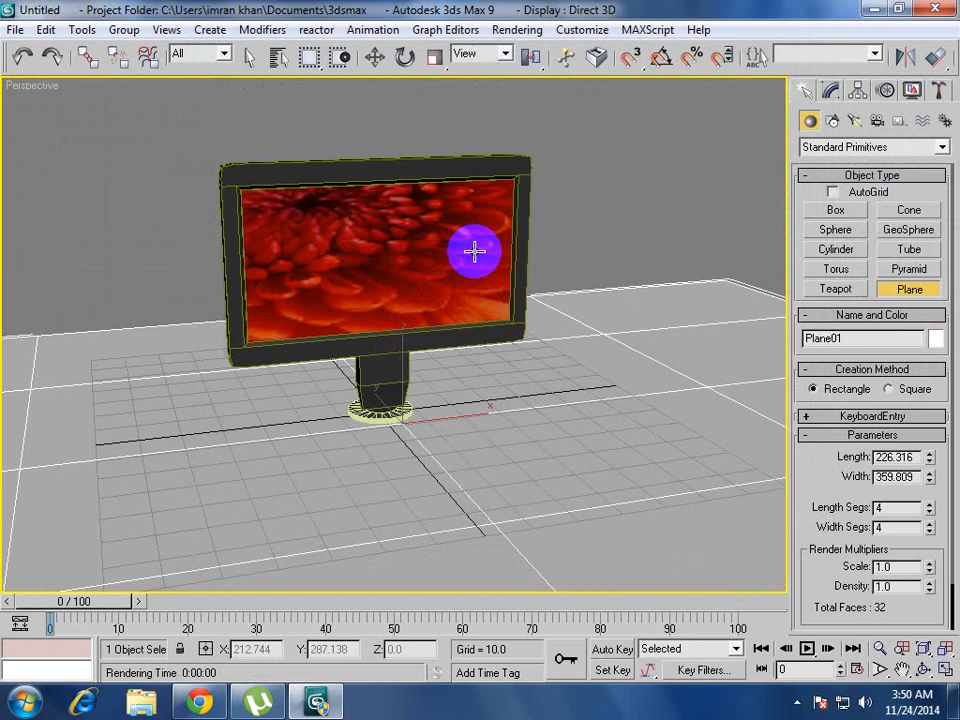 Untitled - Project Folder: C:\Users\imran khan\Documents\3dsmax - Autodesk 3ds Max 9 - Display : Direct 3D
File Edit Tools Group Views Create Modifiers reactor Animation Graph Editors Rendering Customize MAXScript Help
All View 3 % ABC
Perspective
Standard Primitives
- Object Type
AutoGrid
Box Cone
Sphere GeoSphere
Cylinder Tube
Torus Pyramid
Teapot Plane
- Name and Color
Plane01
- Creation Method
Rectangle Square
+ KeyboardEntry
- Parameters
Length: 226.316
Width: 359.809
Length Segs: 4
Width Segs: 4
Render Multipliers
Scale: 1.0
Density: 1.0
Total Faces : 32
z
y
x
< 0 / 100 >
0 10 20 30 40 50 60 70 80 90 100
1 Object Sele X: 212.744 Y: 287.138 Z: 0.0 Grid = 10.0 Auto Key Selected
Rendering Time 0:00:00 Add Time Tag Set Key Key Filters... 0
3:50 AM
11/24/2014